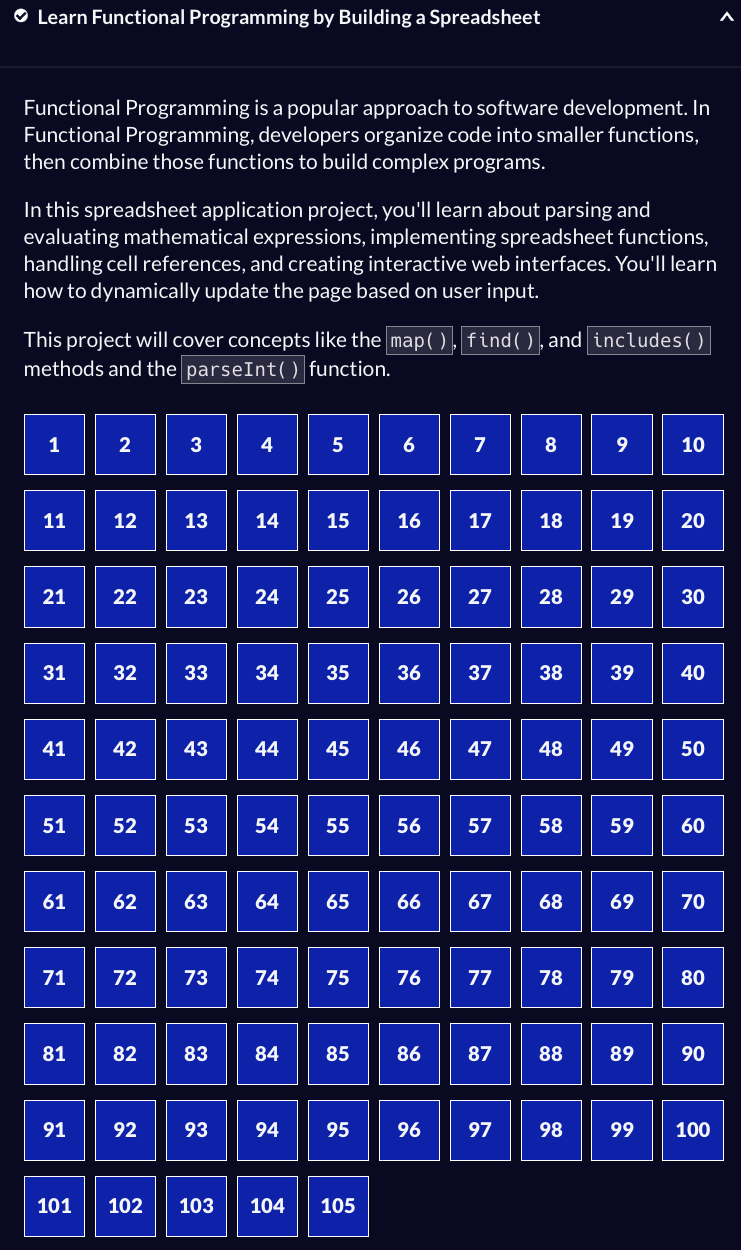 Learn Functional Programming by Building a Spreadsheet
Functional Programming is a popular approach to software development. In
Functional Programming, developers organize code into smaller functions,
then combine those functions to build complex programs.
In this spreadsheet application project, you'll learn about parsing and
evaluating mathematical expressions, implementing spreadsheet functions,
handling cell references, and creating interactive web interfaces. You'll learn
how to dynamically update the page based on user input.
This project will cover concepts like the map(), find(), and includes()
methods and the parseInt() function.
1 2 3 4 5 6 7 8 9 10
11 12 13 14 15 16 17 18 19 20
21 22 23 24 25 26 27 28 29 30
31 32 33 34 35 36 37 38 39 40
41 42 43 44 45 46 47 48 49 50
51 52 53 54 55 56 57 58 59 60
61 62 63 64 65 66 67 68 69 70
71 72 73 74 75 76 77 78 79 80
81 82 83 84 85 86 87 88 89 90
91 92 93 94 95 96 97 98 99 100
101 102 103 104 105